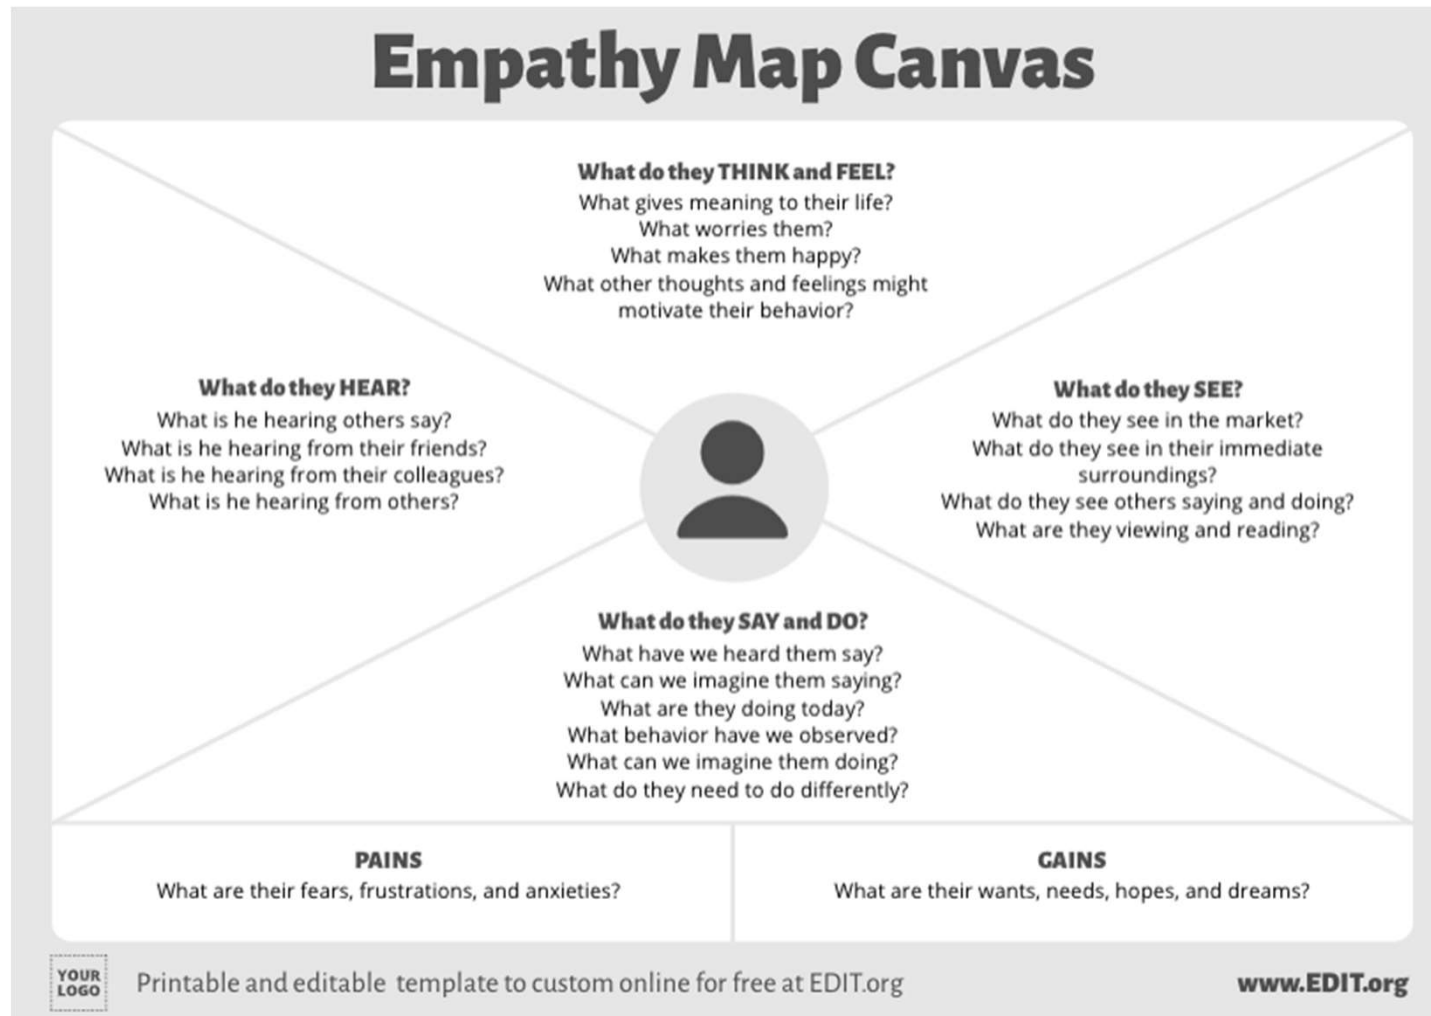 Empathy Map Canvas
What do they THINK and FEEL?
What gives meaning to their life?
What worries them?
What makes them happy?
What other thoughts and feelings might
motivate their behavior?
What do they HEAR?
What is he hearing others say?
What is he hearing from their friends?
What is he hearing from their colleagues?
What is he hearing from others?
What do they SEE?
What do they see in the market?
What do they see in their immediate
surroundings?
What do they see others saying and doing?
What are they viewing and reading?
What do they SAY and DO?
What have we heard them say?
What can we imagine them saying?
What are they doing today?
What behavior have we observed?
What can we imagine them doing?
What do they need to do differently?
PAINS
What are their fears, frustrations, and anxieties?
GAINS
What are their wants, needs, hopes, and dreams?
YOUR
LOGO
Printable and editable template to custom online for free at EDIT.org
www.EDIT.org